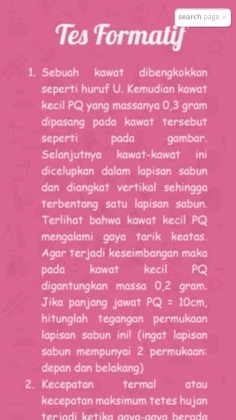 search page
Tes Formatif
1. Sebuah kawat dibengkokkan
seperti huruf U. Kemudian kawat
kecil PQ yang massanya 0,3 gram
dipasang pada kawat tersebut
seperti pada gambar.
Selanjutnya kawat-kawat ini
dicelupkan dalam lapisan sabun
dan diangkat vertikal sehingga
terbentang satu lapisan sabun.
Terlihat bahwa kawat kecil PQ
mengalami gaya tarik keatas.
Agar terjadi keseimbangan maka
pada kawat kecil PQ
digantungkan massa 0,2 gram.
Jika panjang jawat PQ = 10cm,
hitunglah tegangan permukaan
lapisan sabun ini! (ingat lapisan
sabun mempunyai 2 permukaan:
depan dan belakang)
2. Kecepatan termal atau
kecepatan maksimum tetes hujan
terjadi ketika gaya-gaya berada